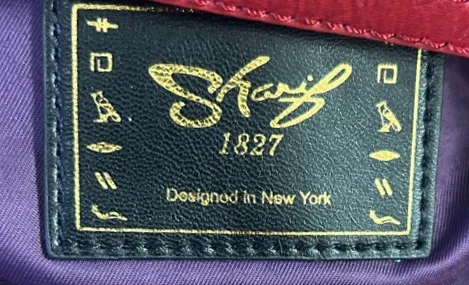 Sharif
1827
Designed in New York